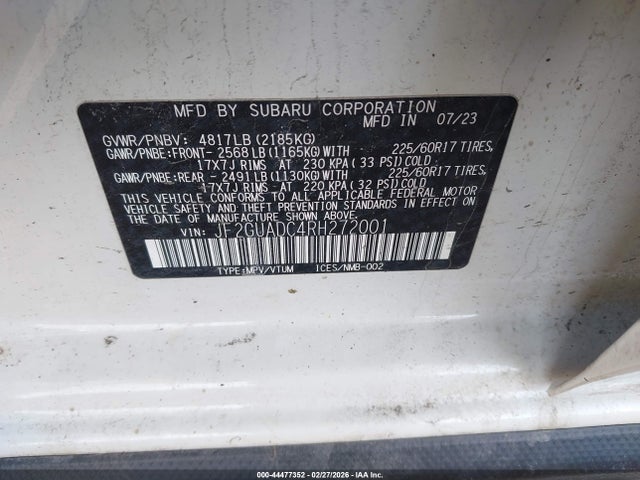 MFD BY SUBARU CORPORATION
MFD IN 07/23
GVWR/PNBV: 4817LB(2185KG)
GAWR/PNBE:FRONT- 2568LB(1165KG)WITH 225/60R17 TIRES,
17X7J RIMS AT 230 KPA(33 PSI)COLD
GAWR/PNBE:REAR - 2491LB(1130KG)WITH 225/60R17 TIRES,
17X7J RIMS AT 220 KPA(32 PSI)COLD
THIS VEHICLE CONFORMS TO ALL APPLICABLE FEDERAL MOTOR
VEHICLE SAFETY AND THEFT PREVENTION STANDARDS IN EFFECT
ON THE DATE OF MANUFACTURE SHOWN ABOVE.
VIN: JF2GUADC4RH272001
TYPE:MPV/VTUM ICES/NMB-002
000-44477352 - 02/27/2026 - IAA Inc.